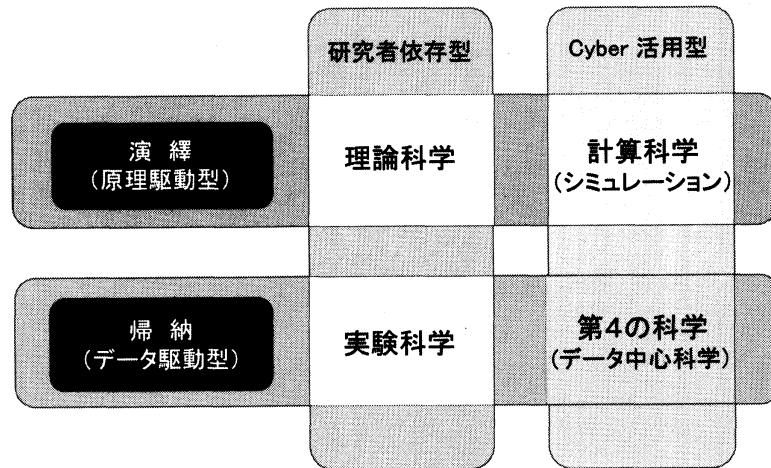 研究者依存型
Cyber 活用型
演 繹
(原理駆動型)
理論科学
計算科学
(シミュレーション)
帰 納
(データ駆動型)
実験科学
第4の科学
(データ中心科学)